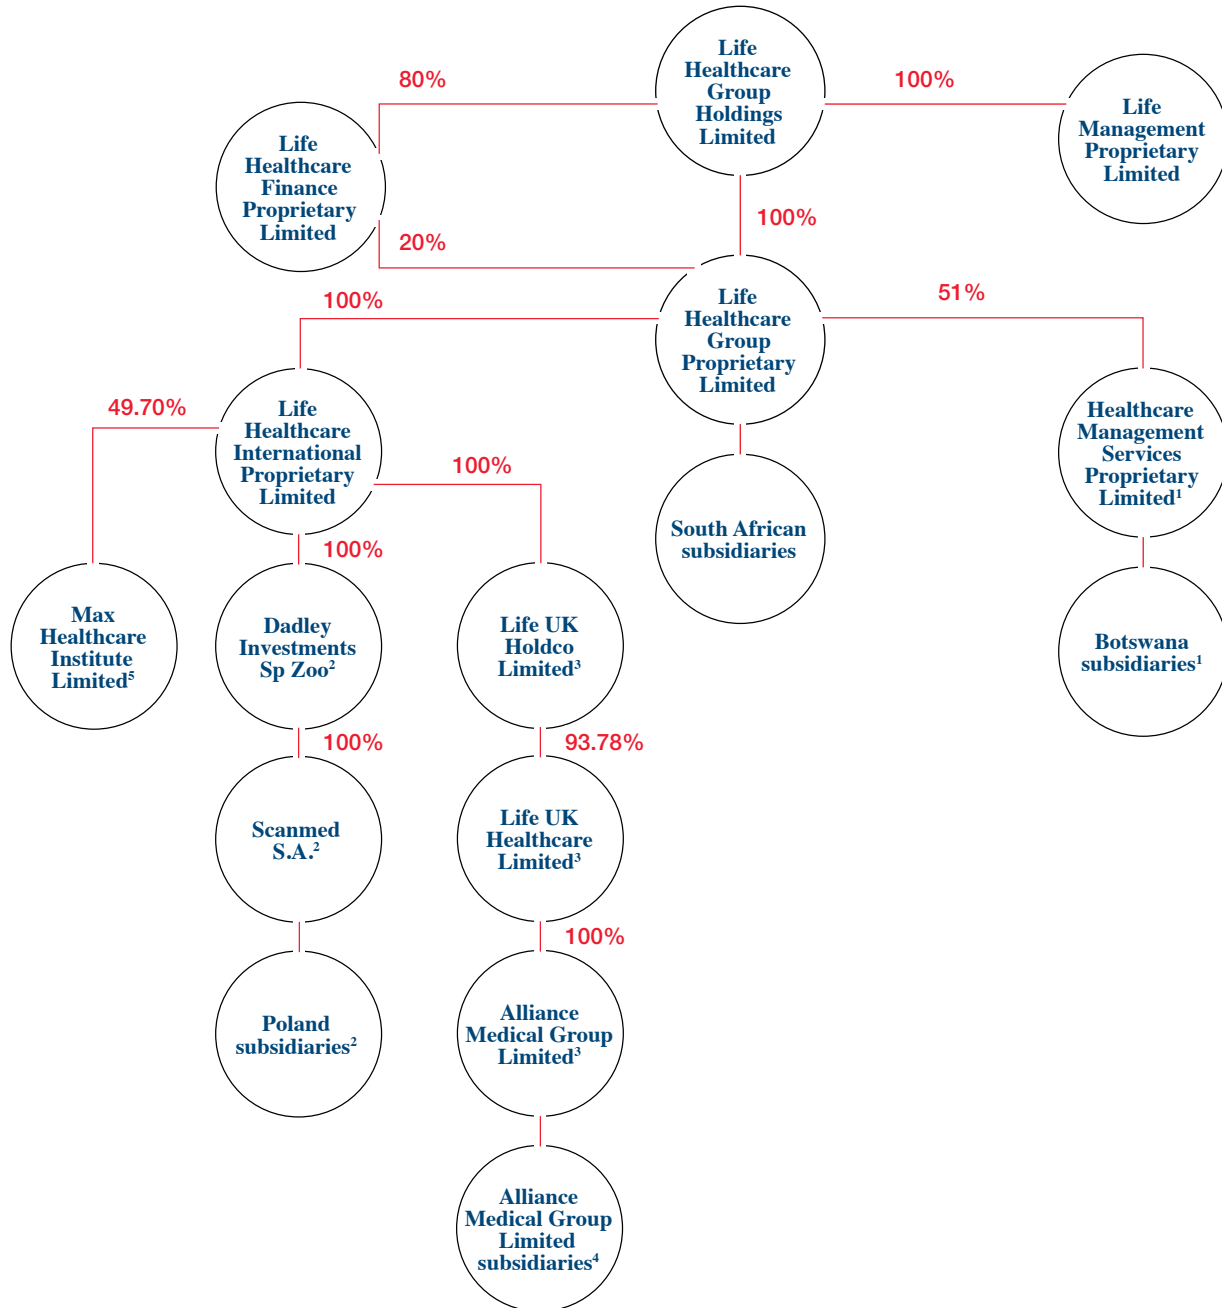 Life
Healthcare
Group
Holdings
Limited
80%
100%
Life
Management
Proprietary
Limited
Life
Healthcare
Finance
Proprietary
Limited
100%
20%
Life
Healthcare
Group
Proprietary
Limited
100%
51%
49.70%
Life
Healthcare
International
Proprietary
Limited
100%
Healthcare
Management
Services
Proprietary
Limited¹
South African
subsidiaries
100%
Max
Healthcare
Institute
Limited⁵
Dadley
Investments
Sp Zoo²
Life UK
Holdco
Limited³
Botswana
subsidiaries¹
100%
93.78%
Scanmed
S.A.²
Life UK
Healthcare
Limited³
100%
Poland
subsidiaries²
Alliance
Medical Group
Limited³
Alliance
Medical Group
Limited
subsidiaries⁴